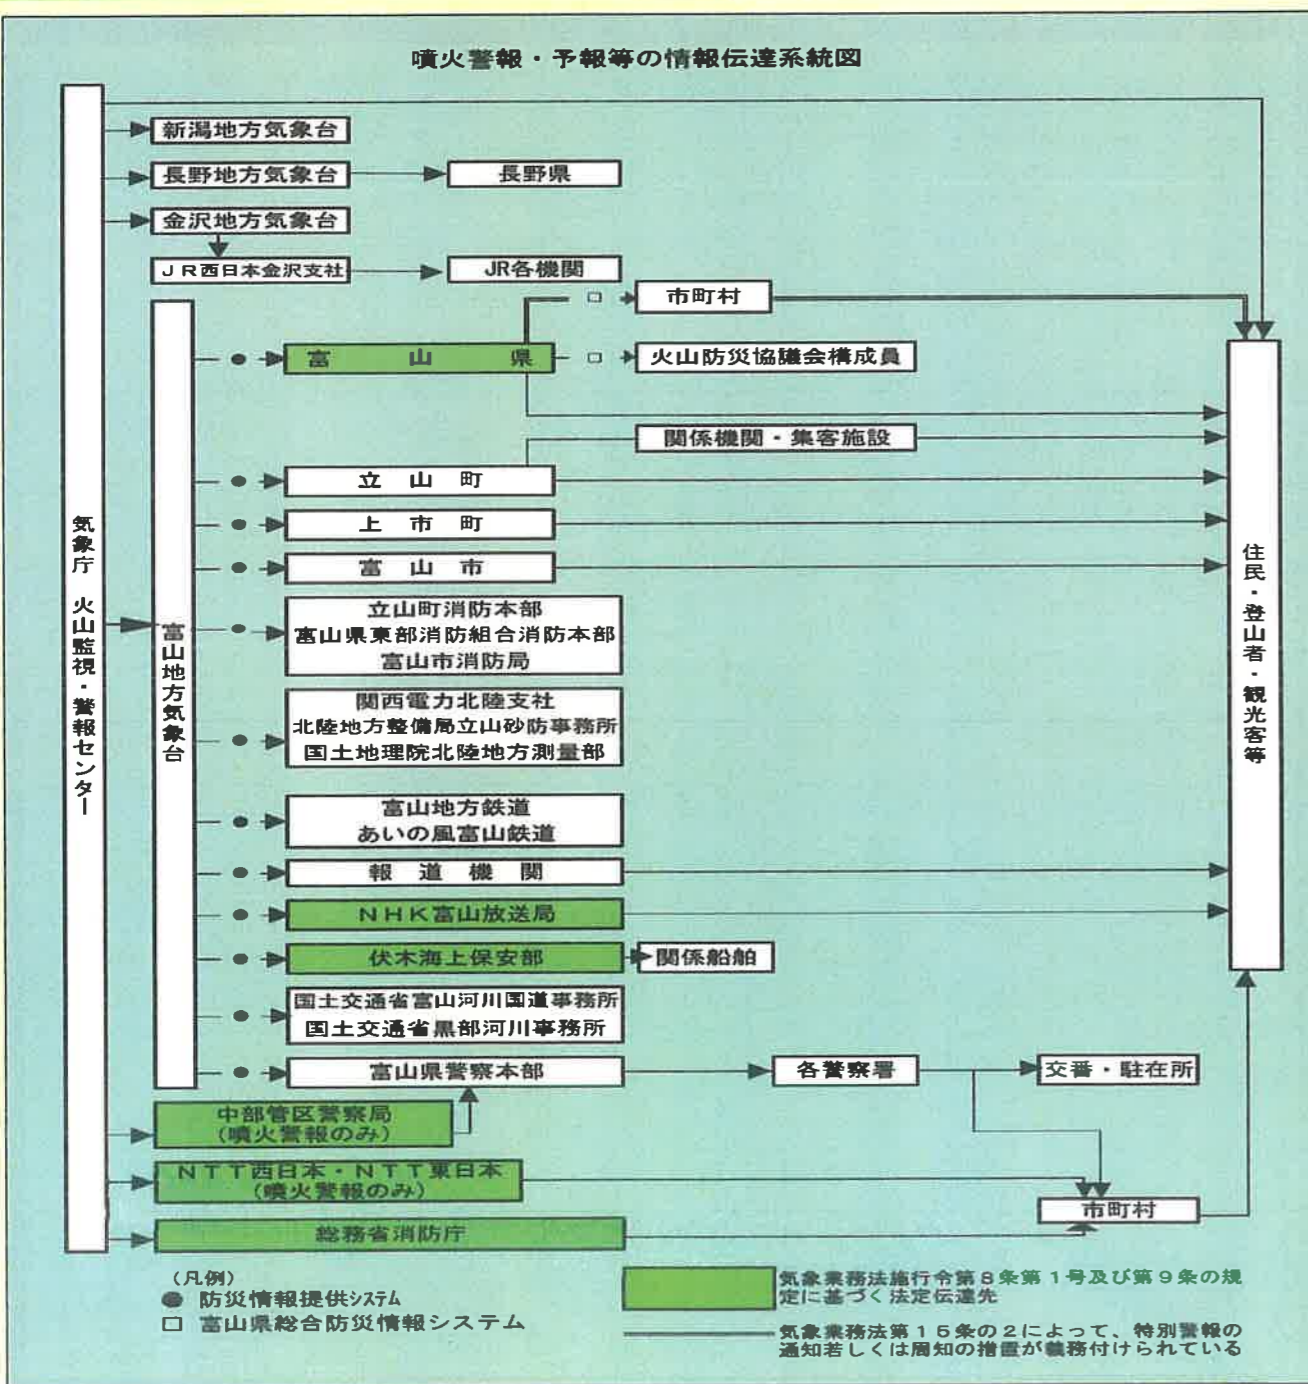 噴火警報・予報等の情報伝達系統図
気象庁 火山監視・警報センター
新潟地方気象台
長野地方気象台
長野県
金沢地方気象台
JR西日本金沢支社
JR各機関
富山地方気象台
市町村
富山県
火山防災協議会構成員
関係機関・集客施設
立山町
上市町
富山市
立山町消防本部
富山県東部消防組合消防本部
富山市消防局
関西電力北陸支社
北陸地方整備局立山砂防事務所
国土地理院北陸地方測量部
富山地方鉄道
あいの風富山鉄道
報道機関
NHK富山放送局
伏木海上保安部
関係船舶
国土交通省富山河川国道事務所
国土交通省黒部河川事務所
富山県警察本部
各警察署
交番・駐在所
中部管区警察局
(噴火警報のみ)
NTT西日本・NTT東日本
(噴火警報のみ)
市町村
総務省消防庁
住民・登山者・観光客等
(凡例)
● 防災情報提供システム
□ 富山県総合防災情報システム
気象業務法施行令第8条第1号及び第9条の規
定に基づく法定伝達先
気象業務法第15条の2によって、特別警報の
通知若しくは周知の措置が義務付けられている